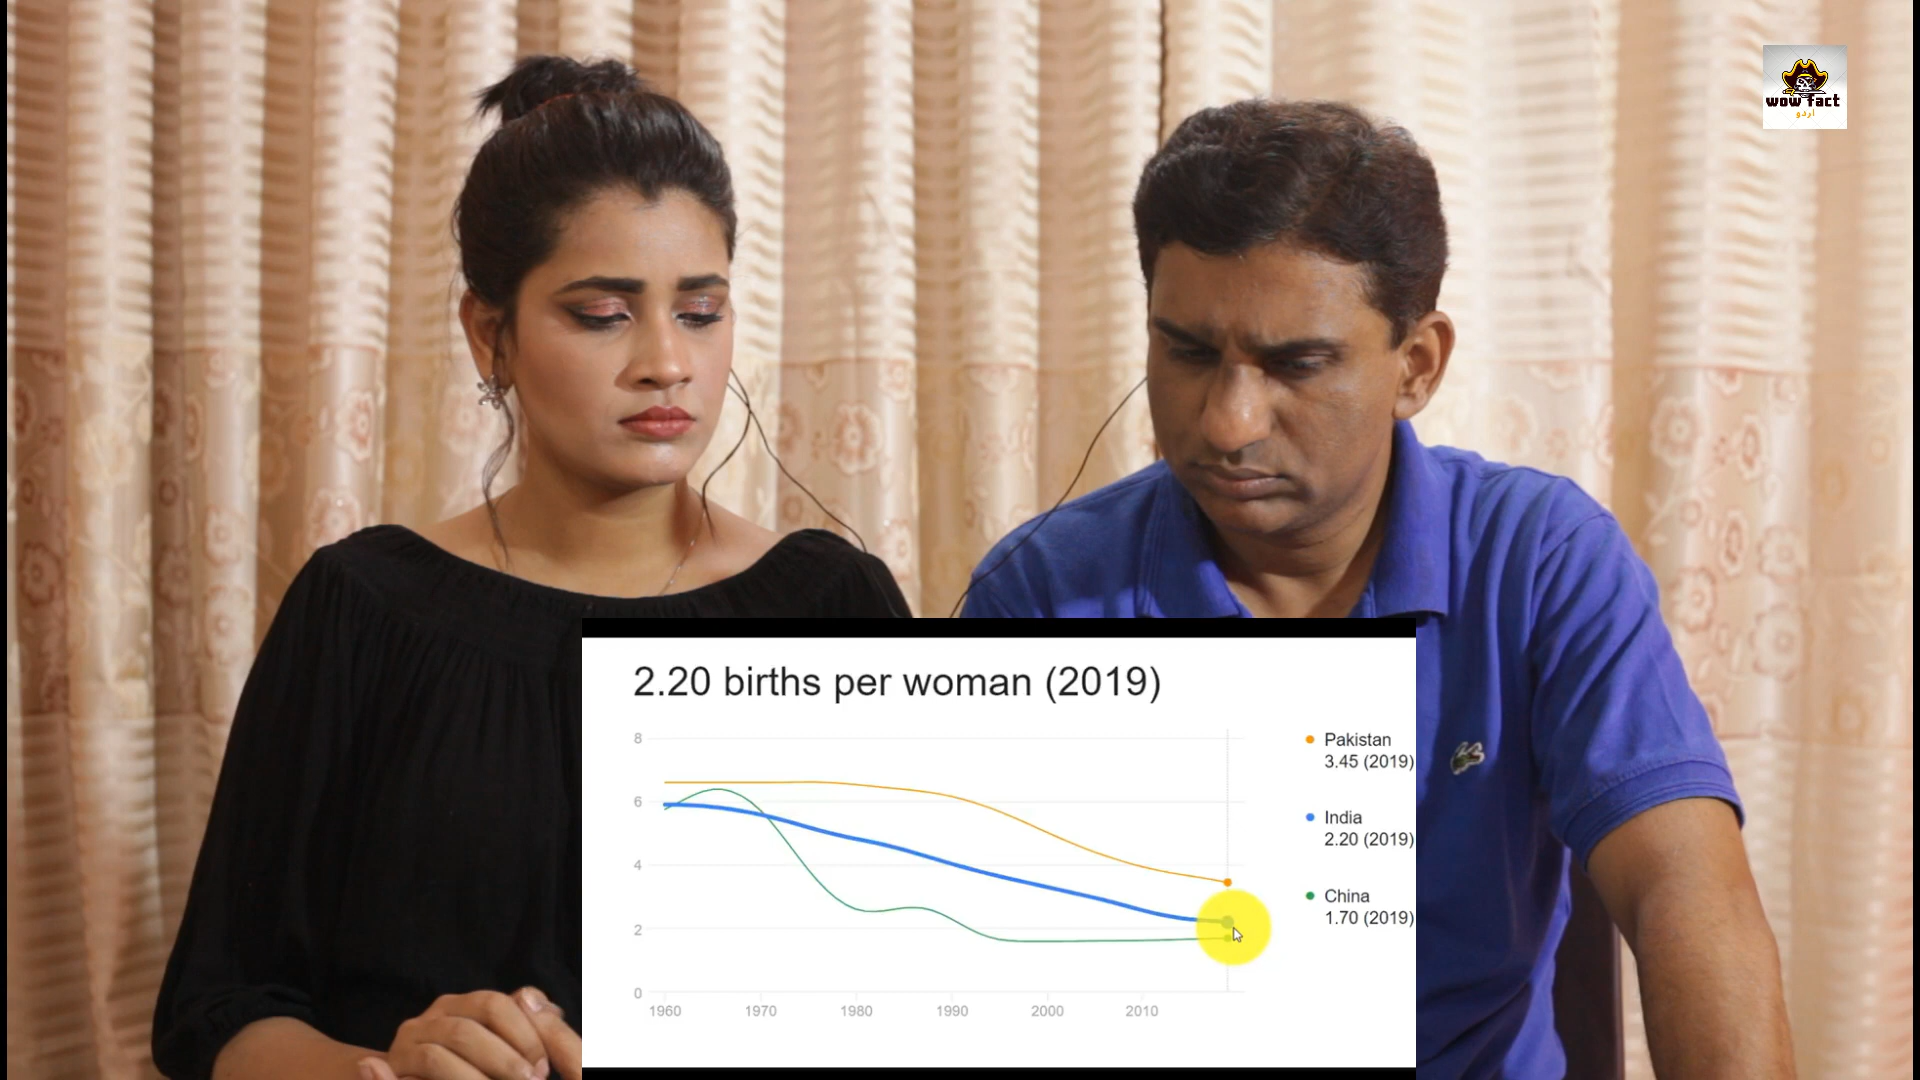 wow fact
اردو
2.20 births per woman (2019)
8
6
4
2
0
1960 1970 1980 1990 2000 2010
Pakistan
3.45 (2019)
India
2.20 (2019)
China
1.70 (2019)